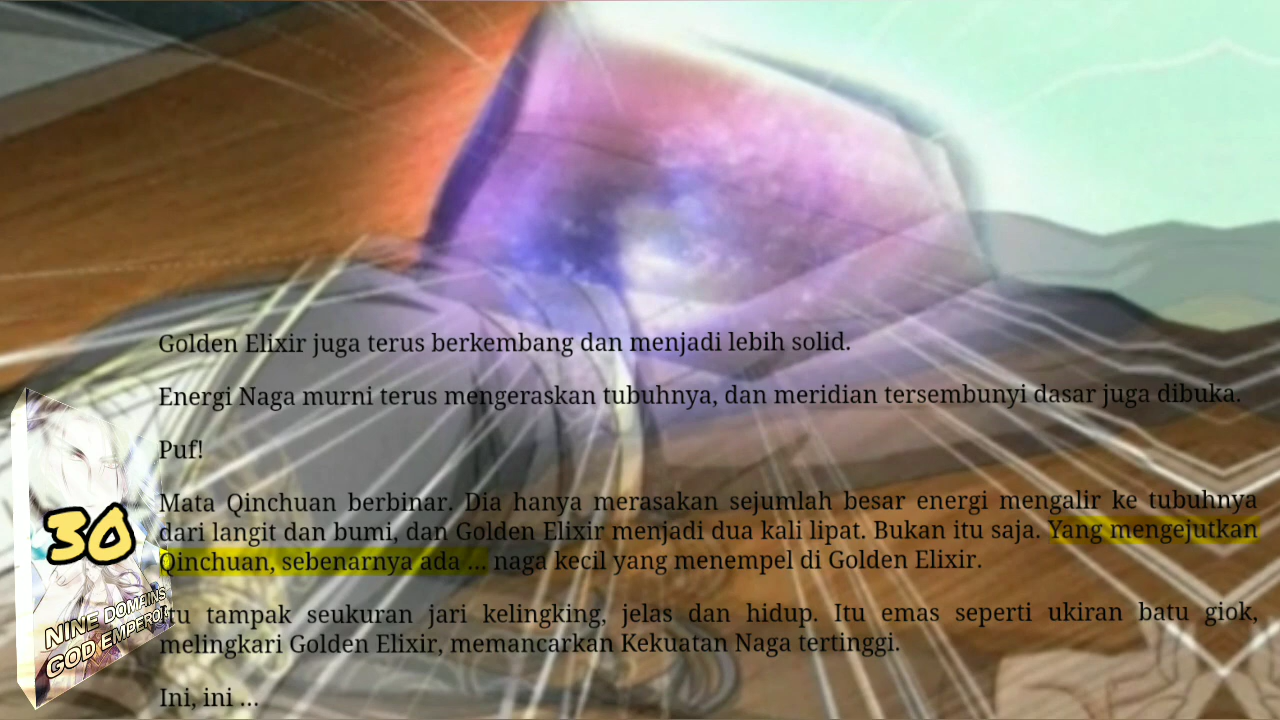 Golden Elixir juga terus berkembang dan menjadi lebih solid.
Energi Naga murni terus mengeraskan tubuhnya, dan meridian tersembunyi dasar juga dibuka.
Puf!
Mata Qinchuan berbinar. Dia hanya merasakan sejumlah besar energi mengalir ke tubuhnya
dari langit dan bumi, dan Golden Elixir menjadi dua kali lipat. Bukan itu saja. Yang mengejutkan
Qinchuan, sebenarnya ada ... naga kecil yang menempel di Golden Elixir.
Itu tampak seukuran jari kelingking, jelas dan hidup. Itu emas seperti ukiran batu giok,
melingkari Golden Elixir, memancarkan Kekuatan Naga tertinggi.
Ini, ini ...
30
NINE DOMAINS
GOD EMPEROR